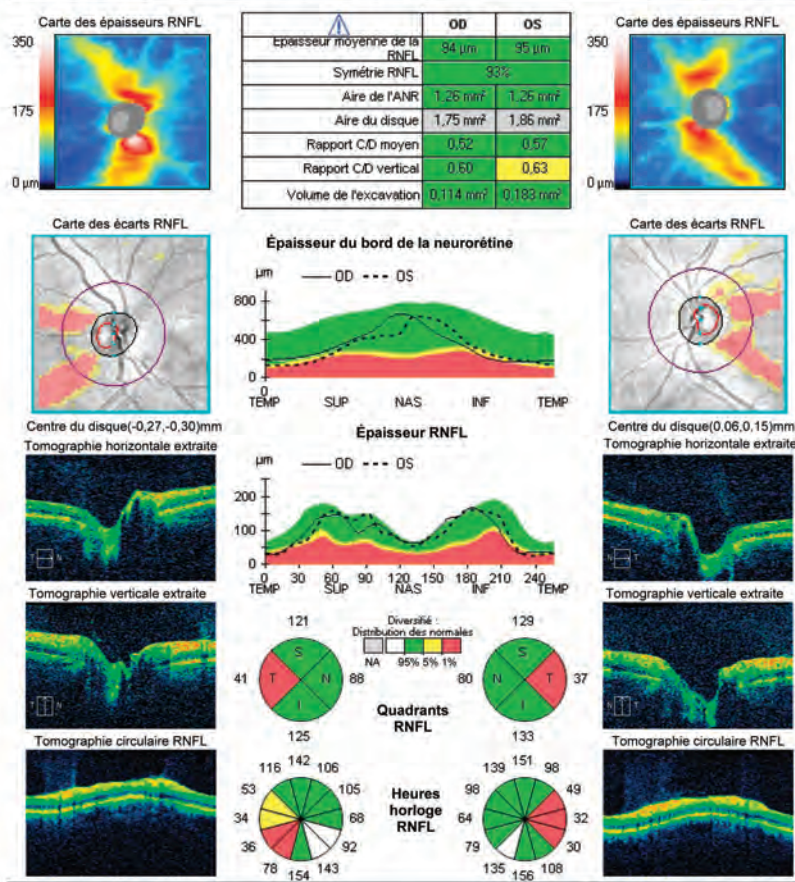 Carte des épaisseurs RNFL
350
175
0 µm
OD OS
Epaisseur moyenne de la RNFL 94 µm 95 µm
Symétrie RNFL 93%
Aire de l'ANR 1,26 mm² 1,26 mm²
Aire du disque 1,75 mm² 1,86 mm²
Rapport C/D moyen 0,52 0,57
Rapport C/D vertical 0,60 0,63
Volume de l'excavation 0,114 mm² 0,183 mm²
Carte des épaisseurs RNFL
350
175
0 µm
Carte des écarts RNFL
Centre du disque(-0,27,-0,30)mm
Épaisseur du bord de la neurorétine
µm OD OS
800
400
0
0
TEMP SUP NAS INF TEMP
Carte des écarts RNFL
Centre du disque(0,06,0,15)mm
Tomographie horizontale extraite
T N
Épaisseur RNFL
µm OD OS
200
100
0
0 30 60 90 120 150 180 210 240
TEMP SUP NAS INF TEMP
Tomographie horizontale extraite
T N
Tomographie verticale extraite
T N
Diversifié :
Distribution des normales
NA 95% 5% 1%
121
S
41 T N 88
I
125
129
S
80 N T 37
I
133
Quadrants
RNFL
Tomographie verticale extraite
T N
Tomographie circulaire RNFL
142
116 106
53 105
34 68
36 92
78 143
154
Heures
horloge
RNFL
151
139 98
98 49
64 32
79 30
135 108
156
Tomographie circulaire RNFL